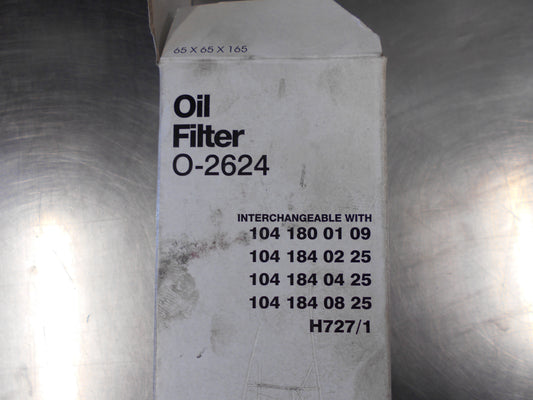 65 X 65 X 165
Oil
Filter
O-2624
INTERCHANGEABLE WITH
104 180 01 09
104 184 02 25
104 184 04 25
104 184 08 25
H727/1